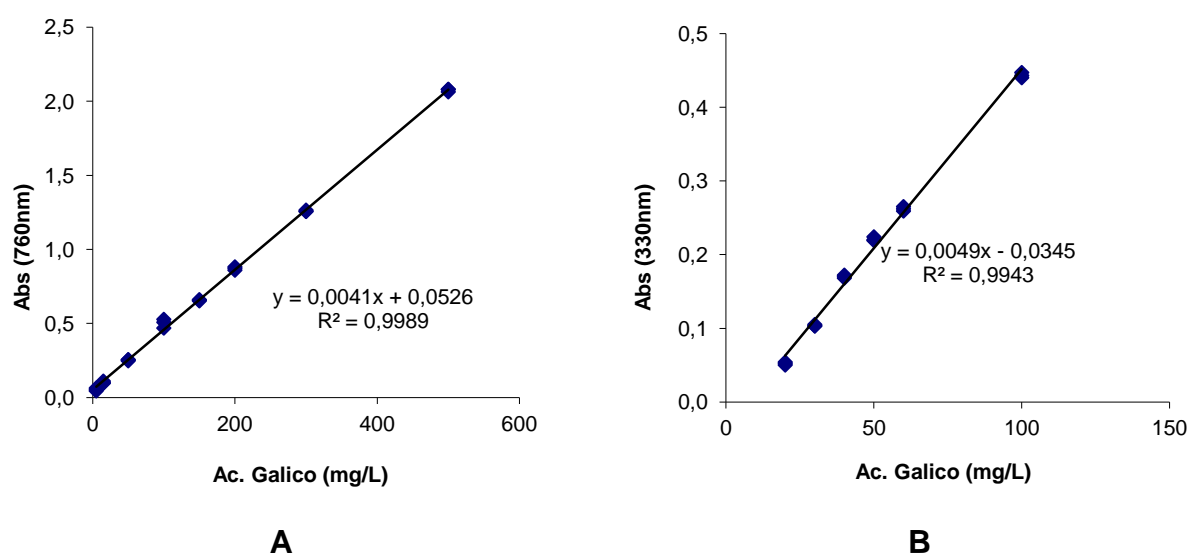 2,5
2,0
1,5
1,0
0,5
0,0
0 200 400 600
Abs (760nm)
Ac. Galico (mg/L)
y = 0,0041x + 0,0526
R² = 0,9989
A
0,5
0,4
0,3
0,2
0,1
0,0
0 50 100 150
Abs (330nm)
Ac. Galico (mg/L)
y = 0,0049x - 0,0345
R² = 0,9943
B